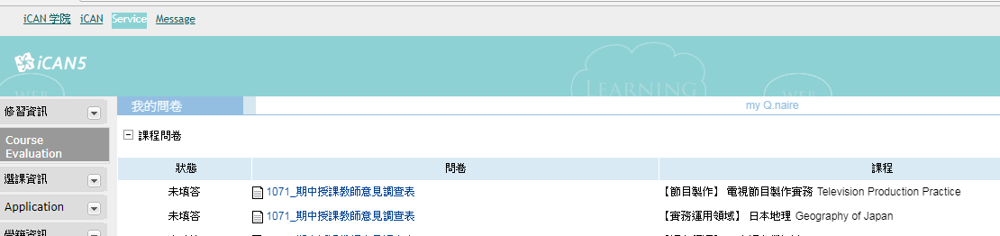 iCAN 学院 iCAN Service Message
iCAN5
LEARNING
WEB WEB
我的問卷 my Q.naire
修習資訊
課程問卷
Course
Evaluation
狀態 問卷 課程
選課資訊
未填答 1071_期中授課教師意見調查表 【節目製作】 電視節目製作實務 Television Production Practice
Application
未填答 1071_期中授課教師意見調查表 【實務運用領域】 日本地理 Geography of Japan